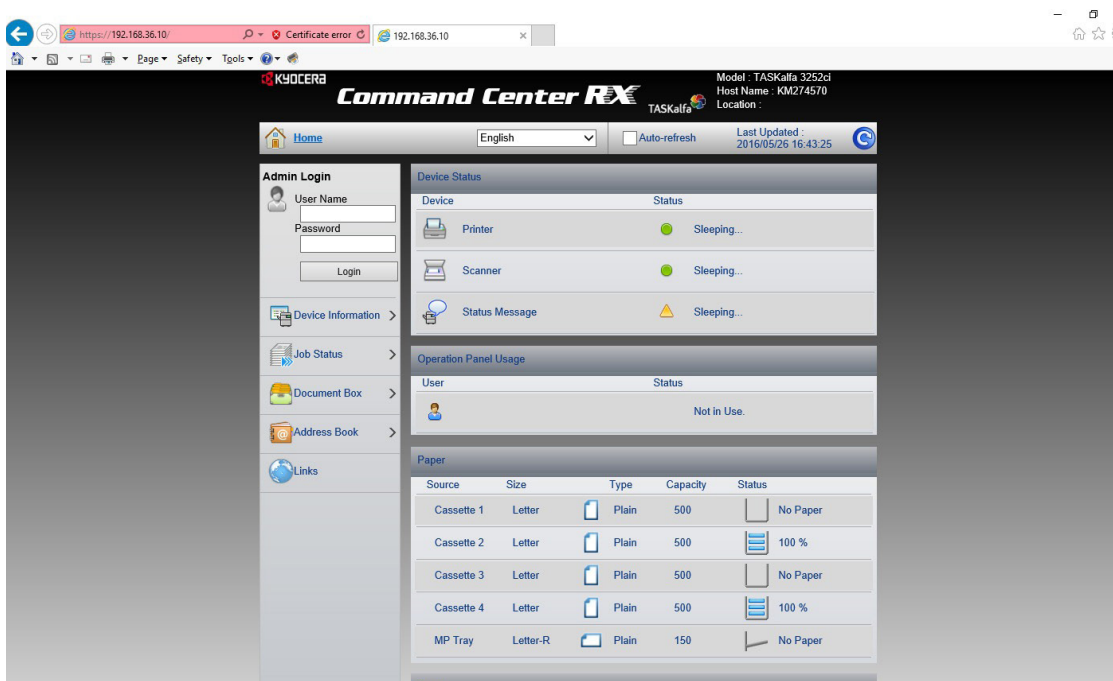 https://192.168.36.10/
Certificate error
192.168.36.10
Page Safety Tools
KYOCERA
Command Center RX
TASKalfa
Model : TASKalfa 3252ci
Host Name : KM274570
Location :
Home
English
Auto-refresh
Last Updated :
2016/05/26 16:43:25
Admin Login
User Name
Password
Login
Device Information
Job Status
Document Box
Address Book
Links
Device Status
Device Status
Printer Sleeping...
Scanner Sleeping...
Status Message Sleeping...
Operation Panel Usage
User Status
Not in Use.
Paper
Source Size Type Capacity Status
Cassette 1 Letter Plain 500 No Paper
Cassette 2 Letter Plain 500 100 %
Cassette 3 Letter Plain 500 No Paper
Cassette 4 Letter Plain 500 100 %
MP Tray Letter-R Plain 150 No Paper